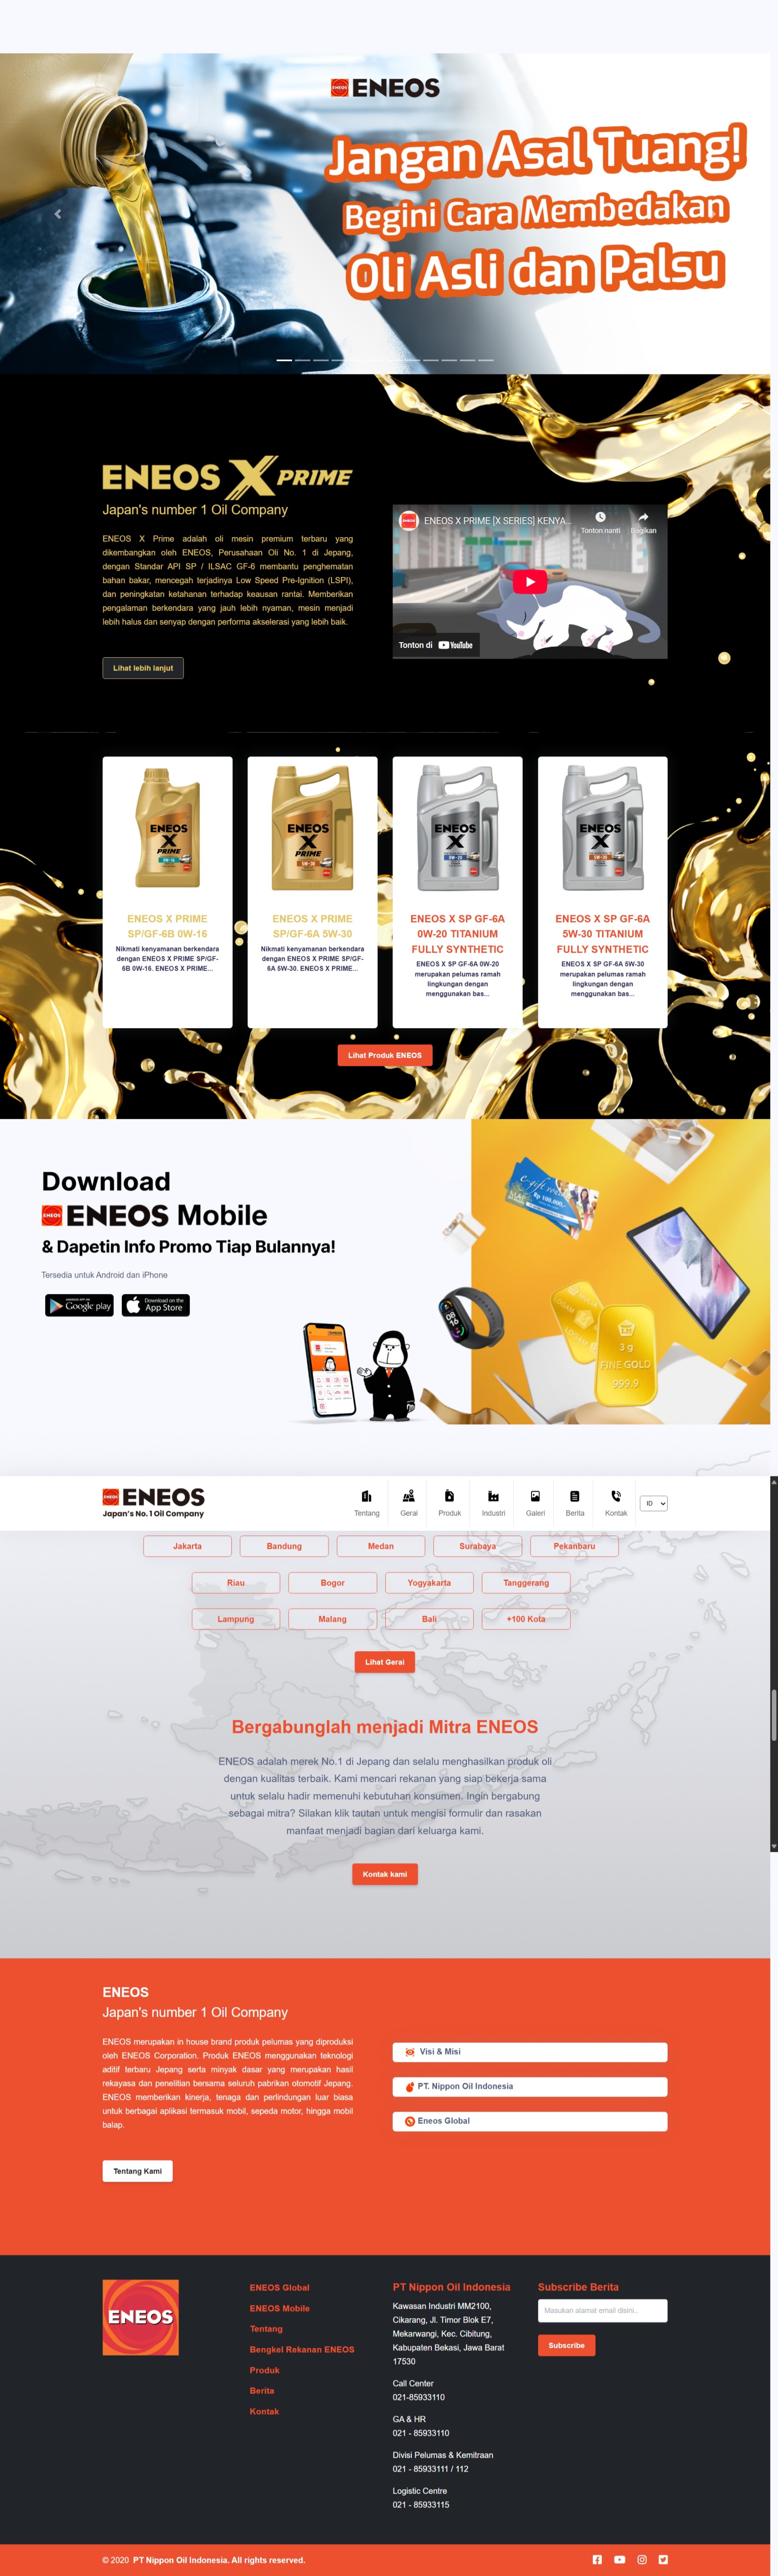 ENEOS
Jangan Asal Tuang!
Begini Cara Membedakan
Oli Asli dan Palsu
ENEOS X PRIME
Japan's number 1 Oil Company
ENEOS X Prime adalah oli mesin premium terbaru yang
dikembangkan oleh ENEOS, Perusahaan Oli No. 1 di Jepang,
dengan Standar API SP / ILSAC GF-6 membantu penghematan
bahan bakar, mencegah terjadinya Low Speed Pre-Ignition (LSPI),
dan peningkatan ketahanan terhadap keausan rantai. Memberikan
pengalaman berkendara yang jauh lebih nyaman, mesin menjadi
lebih halus dan senyap dengan performa akselerasi yang lebih baik.
Lihat lebih lanjut
ENEOS X PRIME [X SERIES] KENYA...
Tonton nanti
Bagikan
Tonton di YouTube
ENEOS X PRIME 0W-16
ENEOS X PRIME 5W-30
ENEOS X 0W-20
ENEOS X 5W-30
ENEOS X PRIME
SP/GF-6B 0W-16
Nikmati kenyamanan berkendara
dengan ENEOS X PRIME SP/GF-
6B 0W-16. ENEOS X PRIME...
ENEOS X PRIME
SP/GF-6A 5W-30
Nikmati kenyamanan berkendara
dengan ENEOS X PRIME SP/GF-
6A 5W-30. ENEOS X PRIME...
ENEOS X SP GF-6A
0W-20 TITANIUM
FULLY SYNTHETIC
ENEOS X SP GF-6A 0W-20
merupakan pelumas ramah
lingkungan dengan
menggunakan bas...
ENEOS X SP GF-6A
5W-30 TITANIUM
FULLY SYNTHETIC
ENEOS X SP GF-6A 5W-30
merupakan pelumas ramah
lingkungan dengan
menggunakan bas...
Lihat Produk ENEOS
Download
ENEOS Mobile
& Dapetin Info Promo Tiap Bulannya!
Tersedia untuk Android dan iPhone
Google play
Download on the
App Store
Rp 100.000,-
08
16
3 g
FINE GOLD
999.9
ENEOS
Japan's No. 1 Oil Company
Tentang
Gerai
Produk
Industri
Galeri
Berita
Kontak
ID
Jakarta
Bandung
Medan
Surabaya
Pekanbaru
Riau
Bogor
Yogyakarta
Tanggerang
Lampung
Malang
Bali
+100 Kota
Lihat Gerai
Bergabunglah menjadi Mitra ENEOS
ENEOS adalah merek No.1 di Jepang dan selalu menghasilkan produk oli
dengan kualitas terbaik. Kami mencari rekanan yang siap bekerja sama
untuk selalu hadir memenuhi kebutuhan konsumen. Ingin bergabung
sebagai mitra? Silakan klik tautan untuk mengisi formulir dan rasakan
manfaat menjadi bagian dari keluarga kami.
Kontak kami
ENEOS
Japan's number 1 Oil Company
ENEOS merupakan in house brand produk pelumas yang diproduksi
oleh ENEOS Corporation. Produk ENEOS menggunakan teknologi
aditif terbaru Jepang serta minyak dasar yang merupakan hasil
rekayasa dan penelitian bersama seluruh pabrikan otomotif Jepang.
ENEOS memberikan kinerja, tenaga dan perlindungan luar biasa
untuk berbagai aplikasi termasuk mobil, sepeda motor, hingga mobil
balap.
Tentang Kami
Visi & Misi
PT. Nippon Oil Indonesia
Eneos Global
ENEOS
ENEOS Global
ENEOS Mobile
Tentang
Bengkel Rekanan ENEOS
Produk
Berita
Kontak
PT Nippon Oil Indonesia
Kawasan Industri MM2100,
Cikarang, Jl. Timor Blok E7,
Mekarwangi, Kec. Cibitung,
Kabupaten Bekasi, Jawa Barat
17530
Call Center
021-85933110
GA & HR
021 - 85933110
Divisi Pelumas & Kemitraan
021 - 85933111 / 112
Logistic Centre
021 - 85933115
Subscribe Berita
Masukan alamat email disini..
Subscribe
© 2020 PT Nippon Oil Indonesia. All rights reserved.